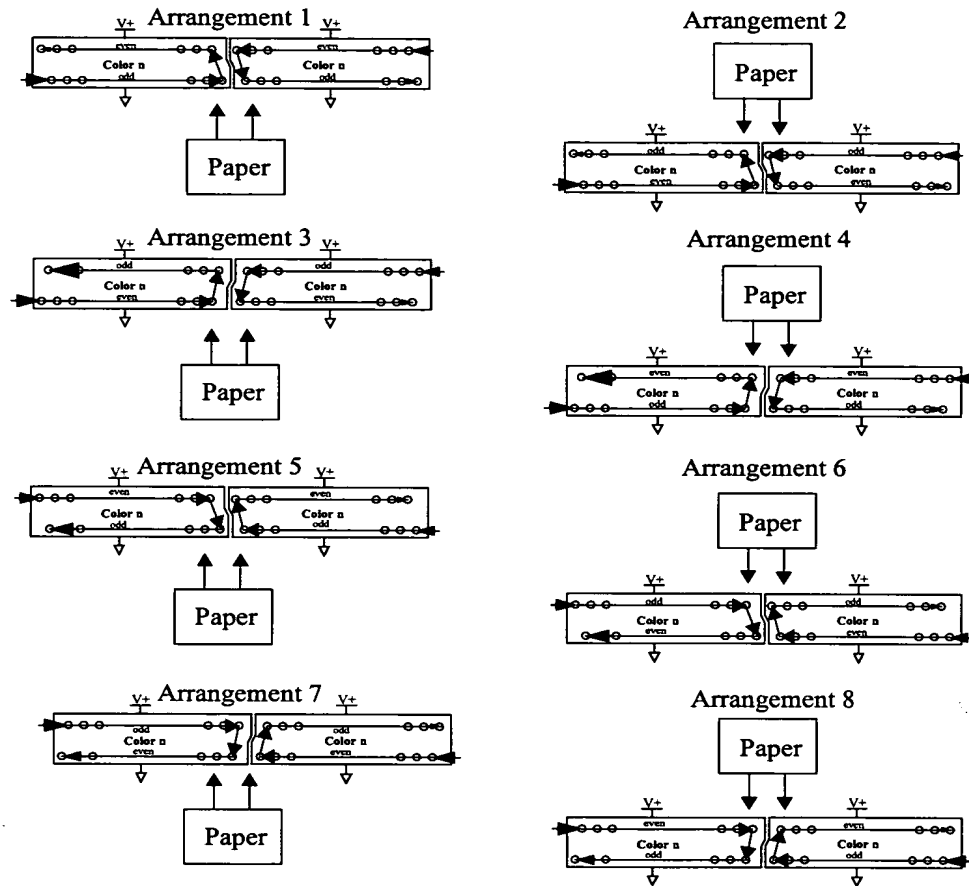 Arrangement 1
V+ V+
even even
Color n Color n
odd odd
Paper
Arrangement 2
Paper
V+ V+
odd odd
Color n Color n
even even
Arrangement 3
V+ V+
odd odd
Color n Color n
even even
Paper
Arrangement 4
Paper
V+ V+
even even
Color n Color n
odd odd
Arrangement 5
V+ V+
even even
Color n Color n
odd odd
Paper
Arrangement 6
Paper
V+ V+
odd odd
Color n Color n
even even
Arrangement 7
V+ V+
odd odd
Color n Color n
even even
Paper
Arrangement 8
Paper
V+ V+
even even
Color n Color n
odd odd